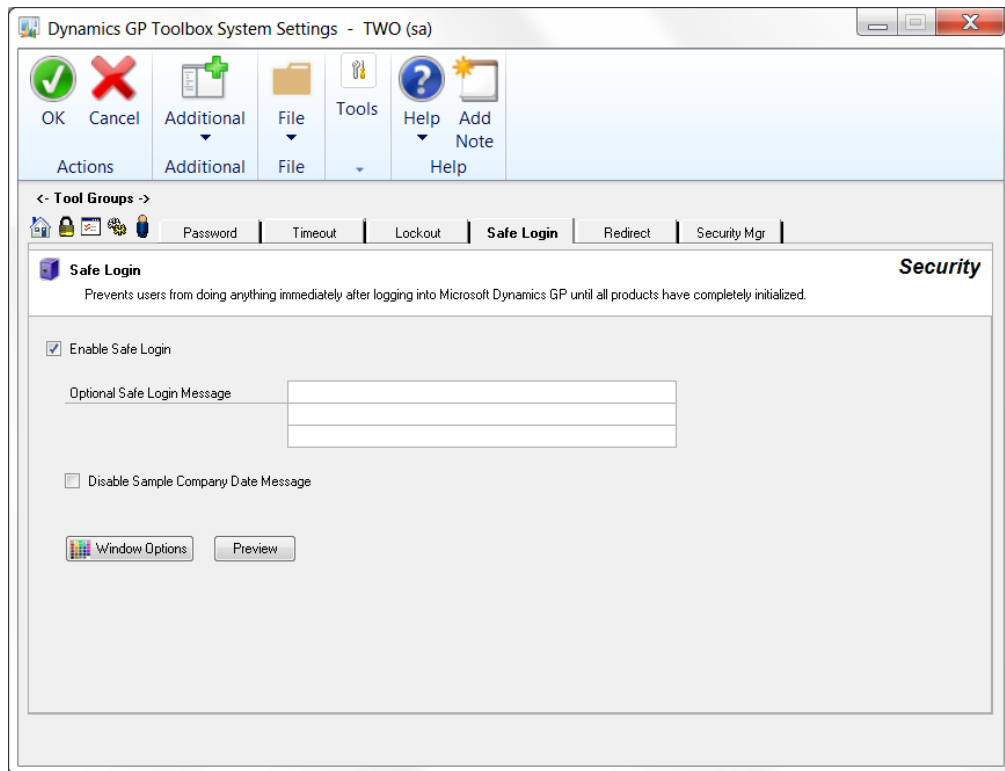 Dynamics GP Toolbox System Settings - TWO (sa)
OK Cancel Additional File Tools Help Add Note
Actions Additional File Help
<- Tool Groups ->
Password Timeout Lockout Safe Login Redirect Security Mgr
Safe Login Security
Prevents users from doing anything immediately after logging into Microsoft Dynamics GP until all products have completely initialized.
Enable Safe Login
Optional Safe Login Message
Disable Sample Company Date Message
Window Options Preview